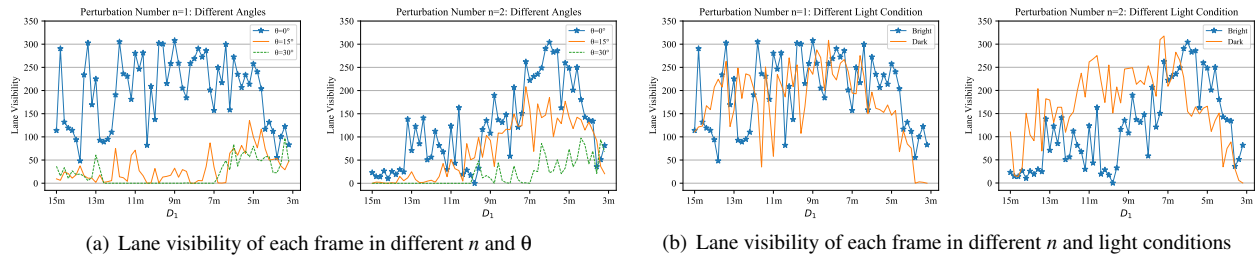 Perturbation Number n=1: Different Angles
Lane Visibility
300
250
200
150
100
50
0
θ=0°
θ=15°
θ=30°
15m 13m 11m 9m 7m 5m 3m
D1
Perturbation Number n=2: Different Angles
Lane Visibility
350
300
250
200
150
100
50
0
θ=0°
θ=15°
θ=30°
15m 13m 11m 9m 7m 5m 3m
D1
(a) Lane visibility of each frame in different n and θ
Perturbation Number n=1: Different Light Condition
Lane Visibility
300
250
200
150
100
50
0
Bright
Dark
15m 13m 11m 9m 7m 5m 3m
D1
Perturbation Number n=2: Different Light Condition
Lane Visibility
350
300
250
200
150
100
50
0
Bright
Dark
15m 13m 11m 9m 7m 5m 3m
D1
(b) Lane visibility of each frame in different n and light conditions